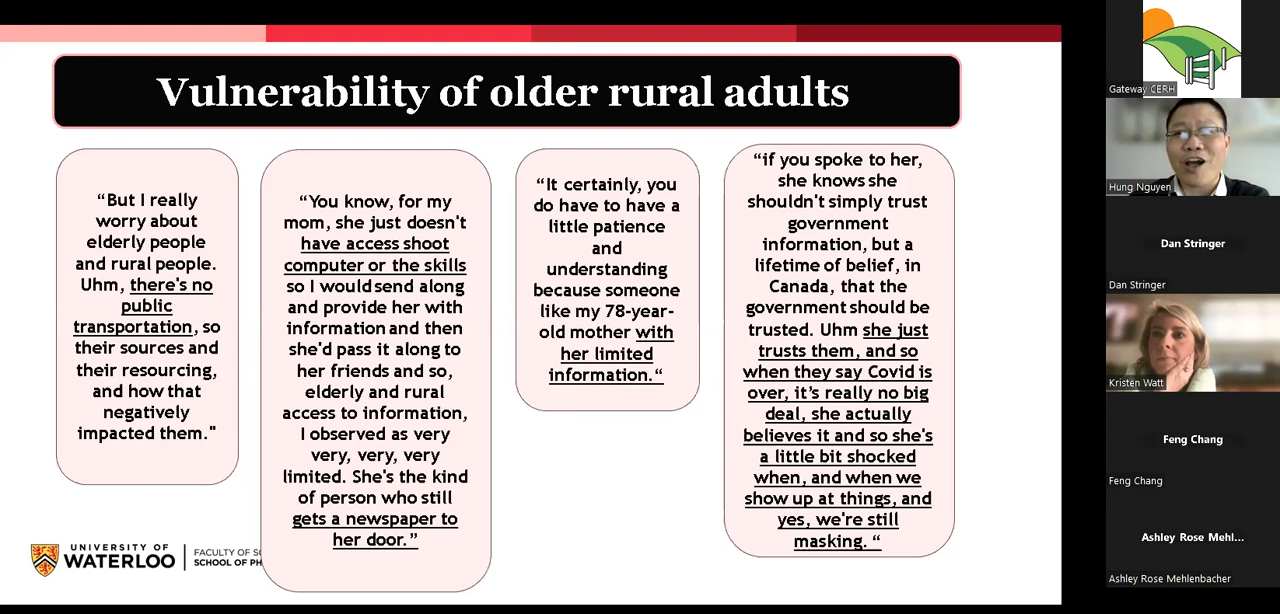 Vulnerability of older rural adults
“But I really
worry about
elderly people
and rural people.
Uhm, there's no
public
transportation, so
their sources and
their resourcing,
and how that
negatively
impacted them."
“You know, for my
mom, she just doesn't
have access shoot
computer or the skills
so I would send along
and provide her with
information and then
she'd pass it along to
her friends and so,
elderly and rural
access to information,
I observed as very
very, very, very
limited. She's the kind
of person who still
gets a newspaper to
her door.”
“It certainly, you
do have to have a
little patience
and
understanding
because someone
like my 78-year-
old mother with
her limited
information.“
“if you spoke to her,
she knows she
shouldn't simply trust
government
information, but a
lifetime of belief, in
Canada, that the
government should be
trusted. Uhm she just
trusts them, and so
when they say Covid is
over, it’s really no big
deal, she actually
believes it and so she's
a little bit shocked
when, and when we
show up at things, and
yes, we're still
masking. “
UNIVERSITY OF
WATERLOO
FACULTY OF SC
SCHOOL OF PH
Gateway CERH
Hung Nguyen
Dan Stringer
Dan Stringer
Kristen Watt
Feng Chang
Feng Chang
Ashley Rose Mehl...
Ashley Rose Mehlenbacher